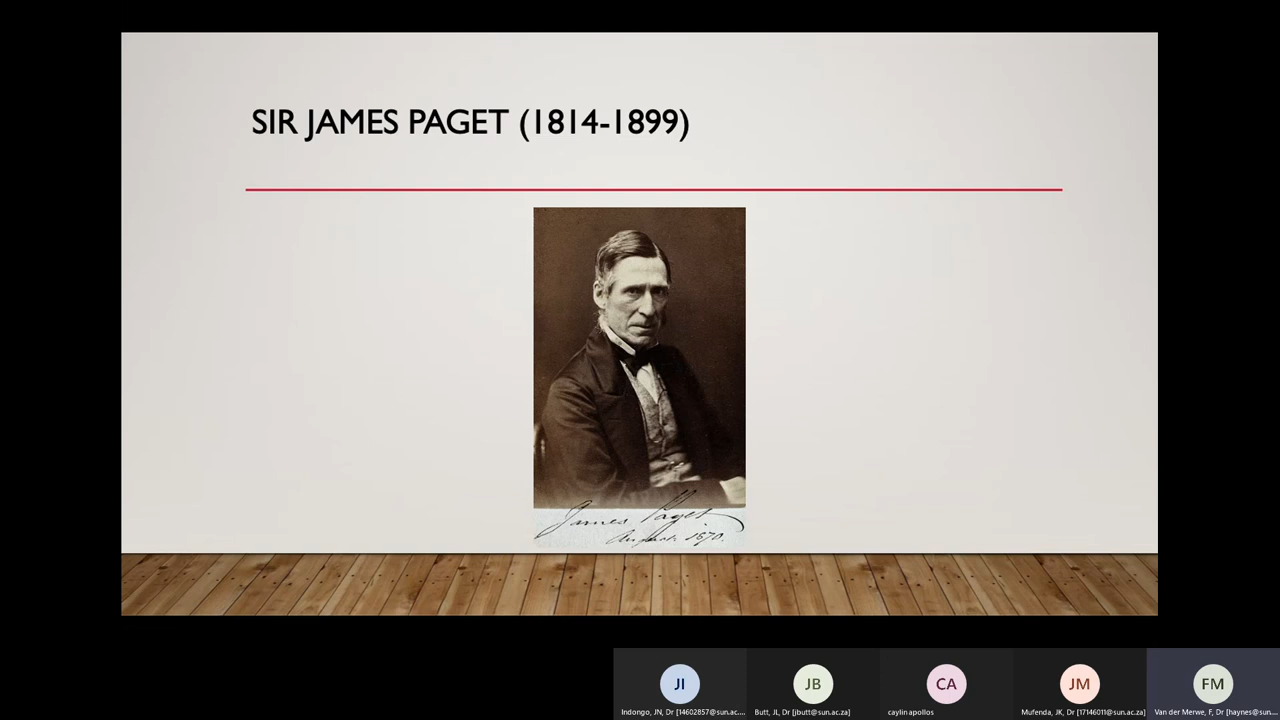 SIR JAMES PAGET (1814-1899)
James Paget
August. 1870.
JI
JB
CA
JM
FM
Indongo, JN, Dr [14602857@sun.ac....
Butt, JL, Dr [jbutt@sun.ac.za]
caylin apollos
Mufenda, JK, Dr [17146011@sun.ac.za]
Van der Merwe, F, Dr [haynes@sun...